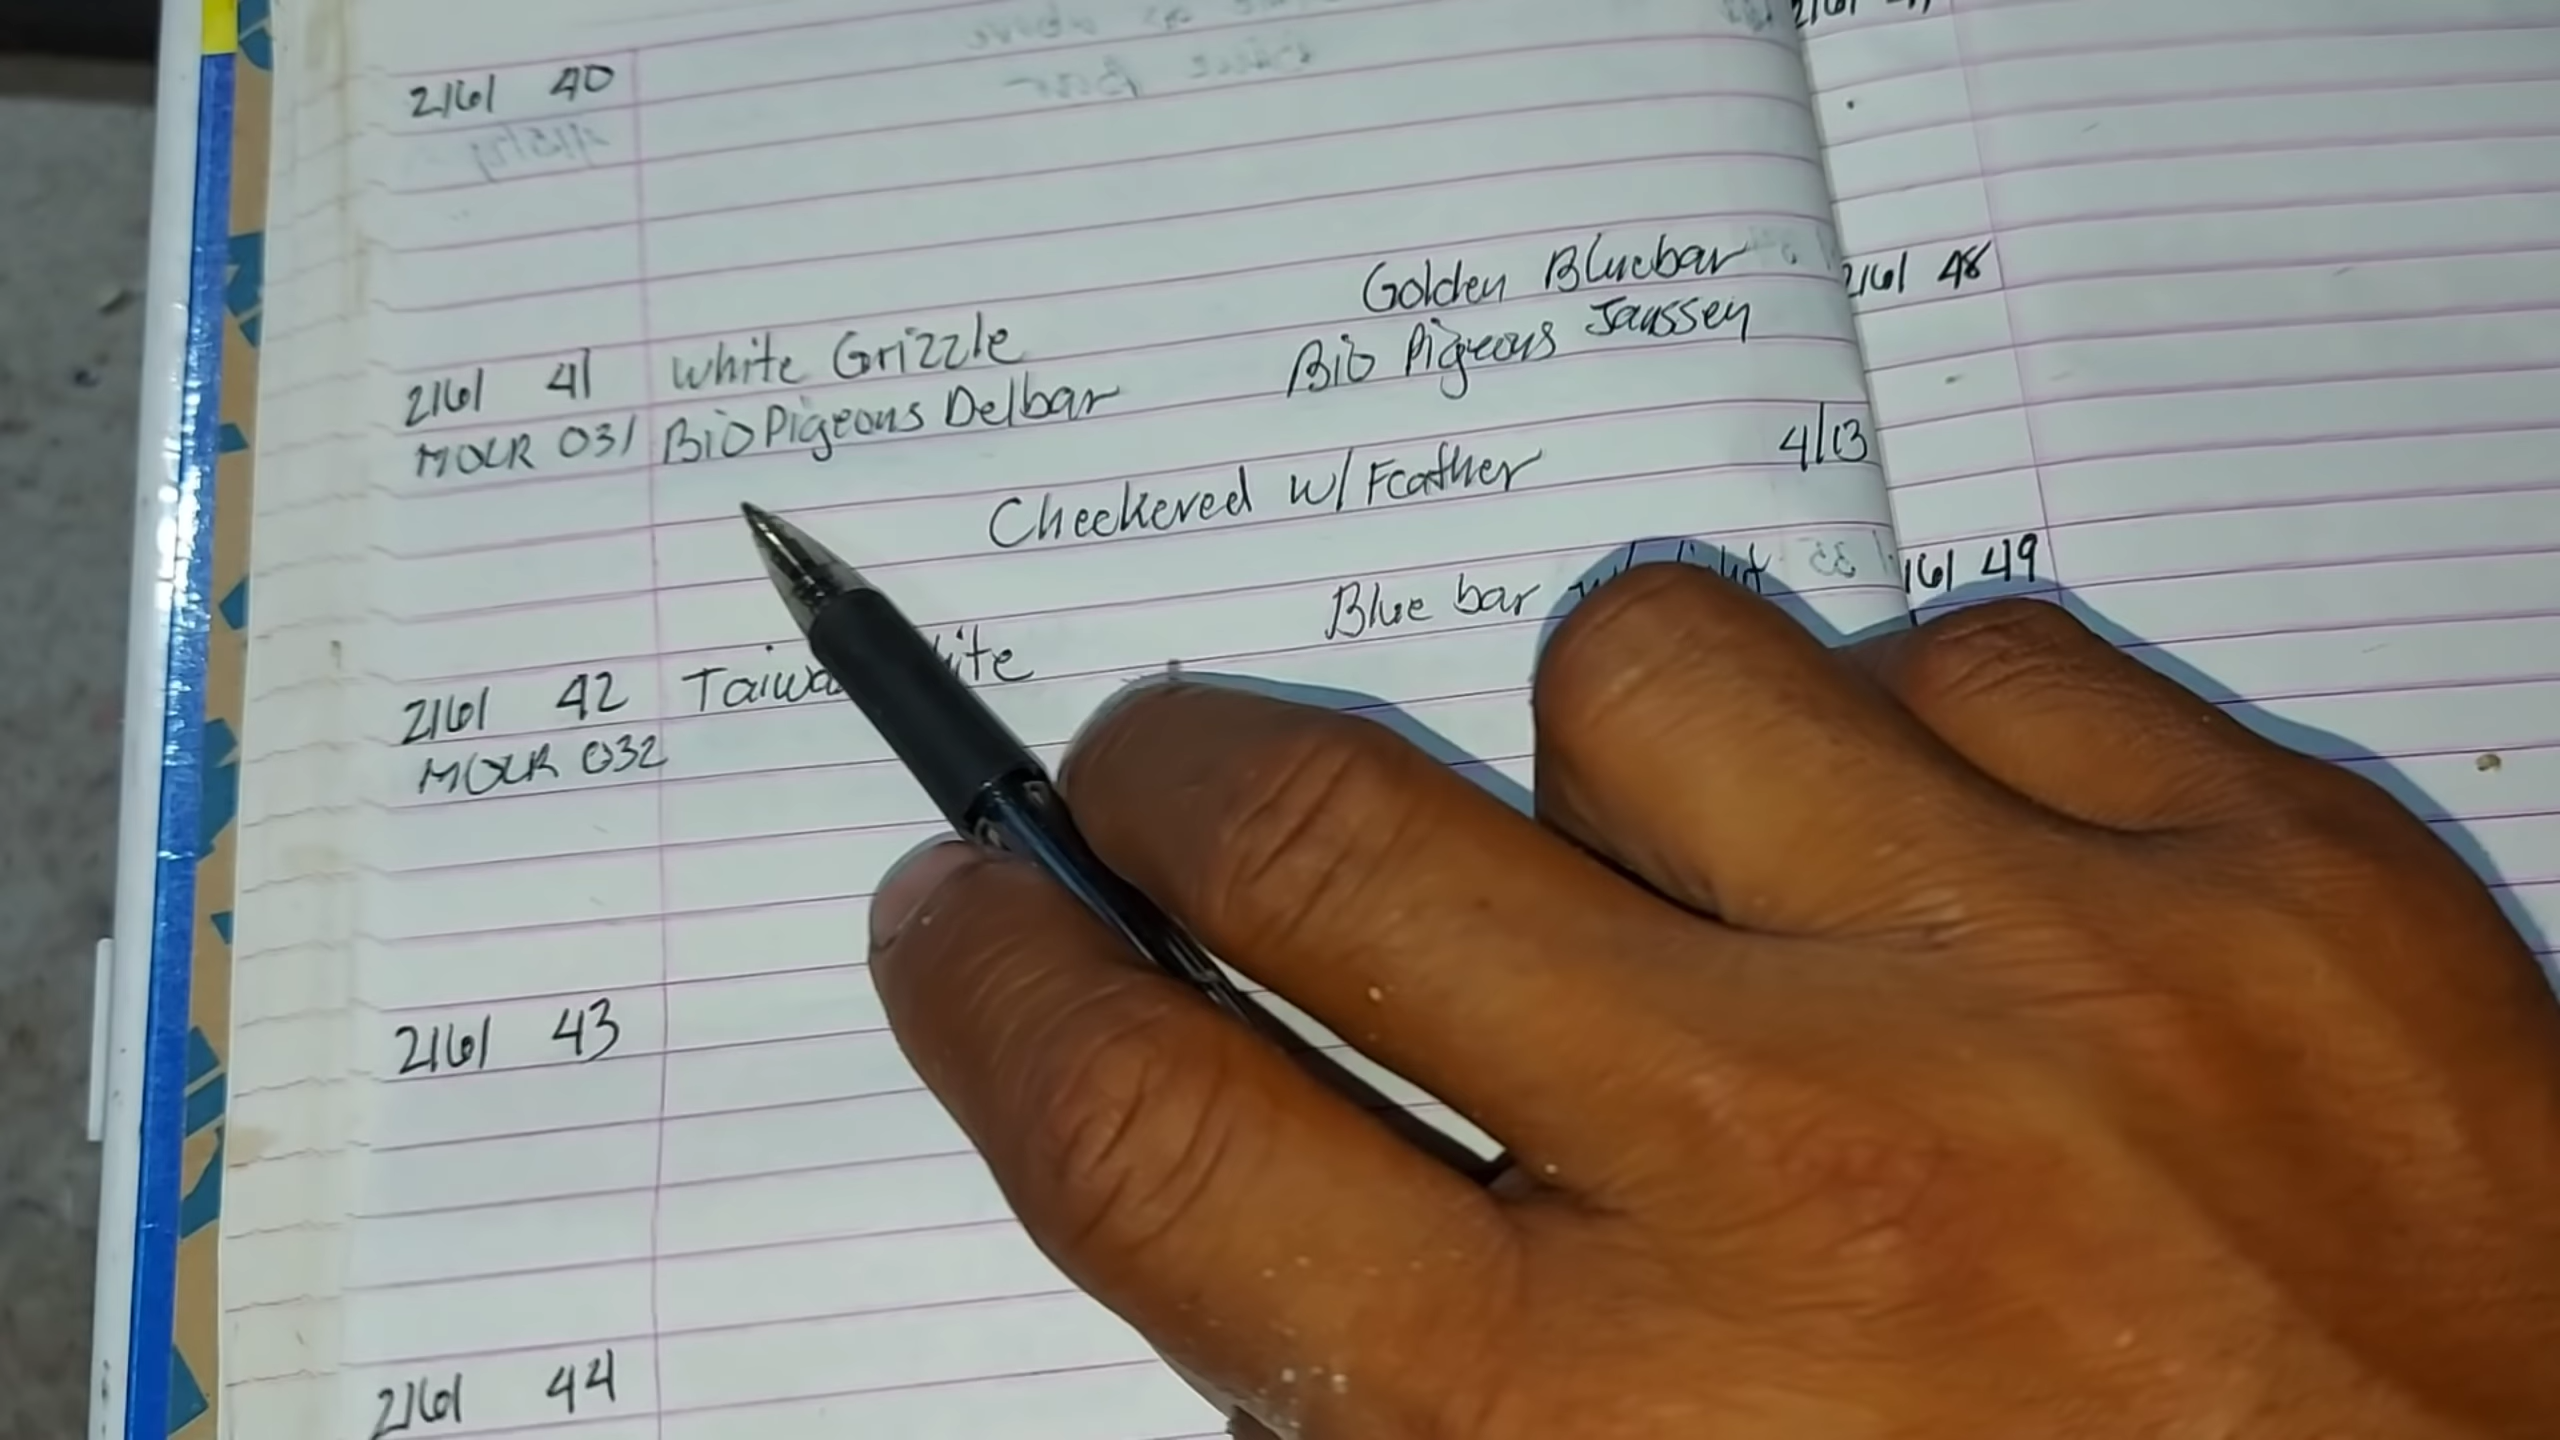 2161 40
2161 41 White Grizzle Golden Bluebar
MOLR 031 BiO Pigeons Delbar BiO Pigeons Janssen
Checkered w/ Feather 4/13
2161 42 Blue bar
MOLR 032
2161 43
2161 44
2161 48
2161 49